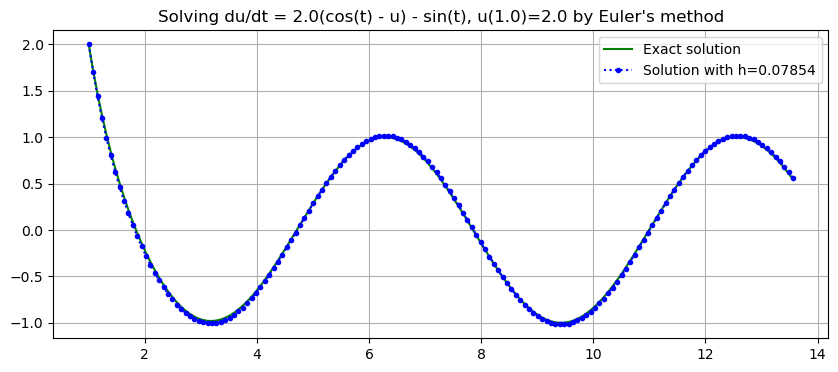 Solving du/dt = 2.0(cos(t) - u) - sin(t), u(1.0)=2.0 by Euler's method
Exact solution
Solution with h=0.07854
2.0
1.5
1.0
0.5
0.0
−0.5
−1.0
2 4 6 8 10 12 14